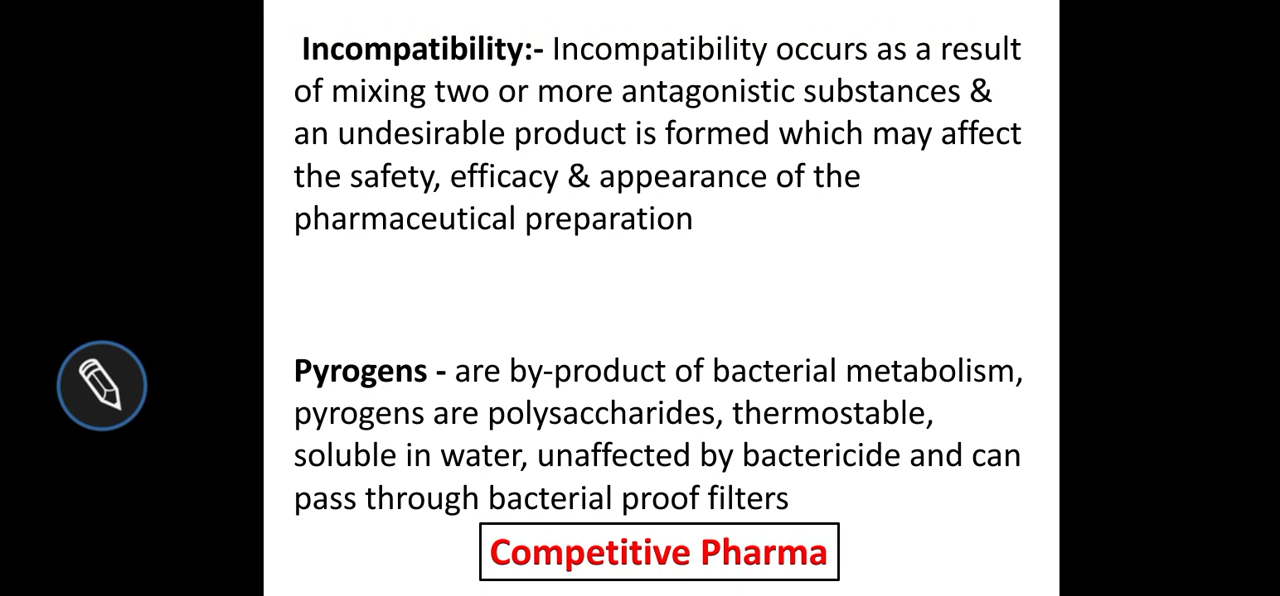 Incompatibility:- Incompatibility occurs as a result
of mixing two or more antagonistic substances &
an undesirable product is formed which may affect
the safety, efficacy & appearance of the
pharmaceutical preparation
Pyrogens - are by-product of bacterial metabolism,
pyrogens are polysaccharides, thermostable,
soluble in water, unaffected by bactericide and can
pass through bacterial proof filters
Competitive Pharma